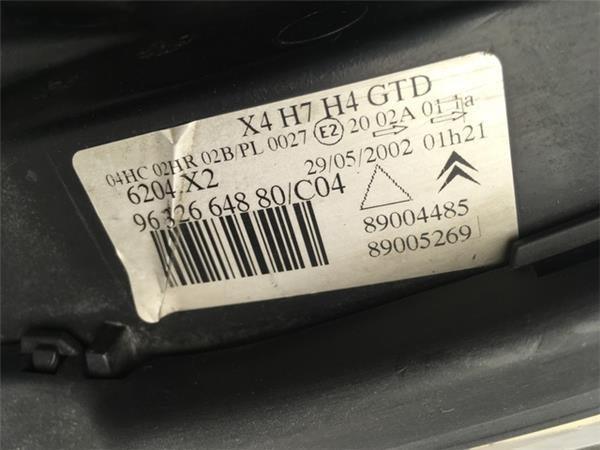 X4 H7 H4 GTD
04HC 02HR 02B/PL 0027 E2 20 02A 01 1a
6204 X2 29/05/2002 01h21
96 326 648 80/C04
89004485
89005269